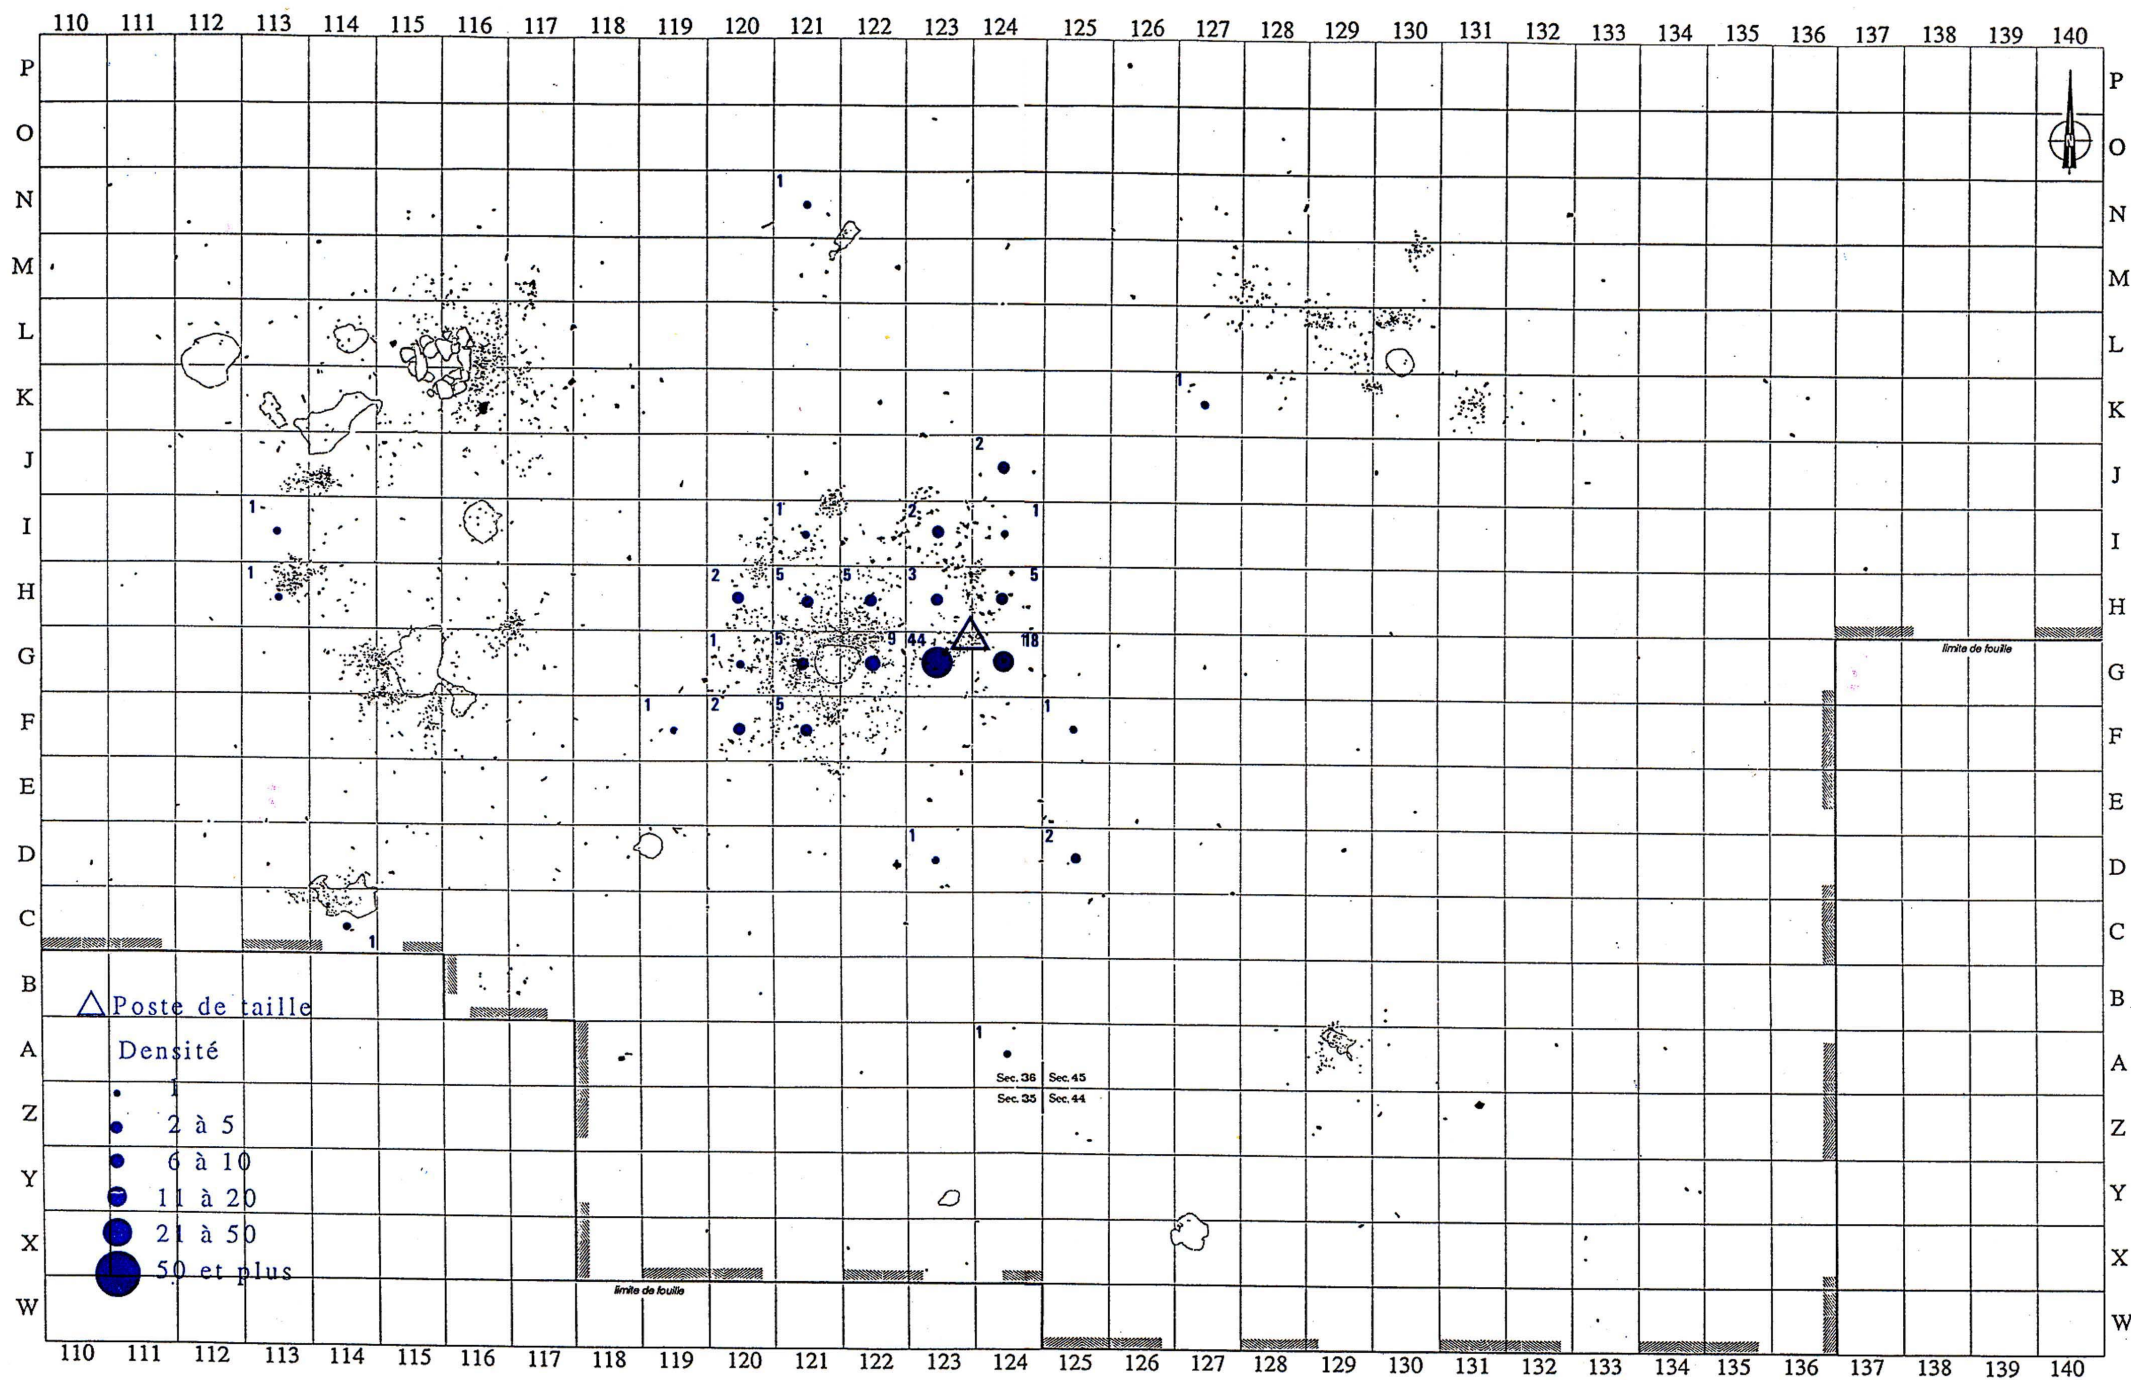 110 111 112 113 114 115 116 117 118 119 120 121 122 123 124 125 126 127 128 129 130 131 132 133 134 135 136 137 138 139 140
P P
O O
N 1 N
M M
L L
K 1 K
J 2 J
I 1 1 2 1 I
H 1 2 5 5 3 5 H
G 1 5 9 44 18 G
limite de fouille
F 1 2 5 1 F
E E
D 1 2 D
C 1 C
B B
Poste de taille
A 1 A
Densité
Sec. 36 Sec. 45
1
Sec. 35 Sec. 44
Z Z
2 à 5
6 à 10
Y Y
11 à 20
21 à 50
X X
50 et plus
limite de fouille
W W
110 111 112 113 114 115 116 117 118 119 120 121 122 123 124 125 126 127 128 129 130 131 132 133 134 135 136 137 138 139 140